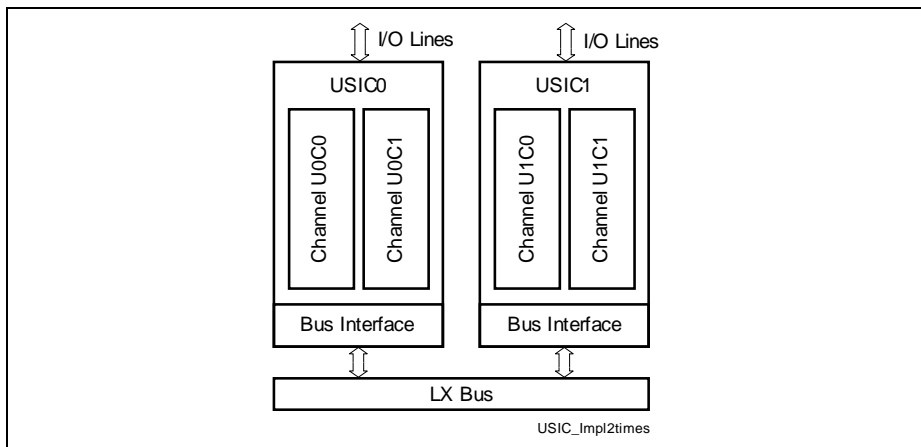 I/O Lines
I/O Lines
USIC0
USIC1
Channel U0C0
Channel U0C1
Channel U1C0
Channel U1C1
Bus Interface
Bus Interface
LX Bus
USIC_Impl2times